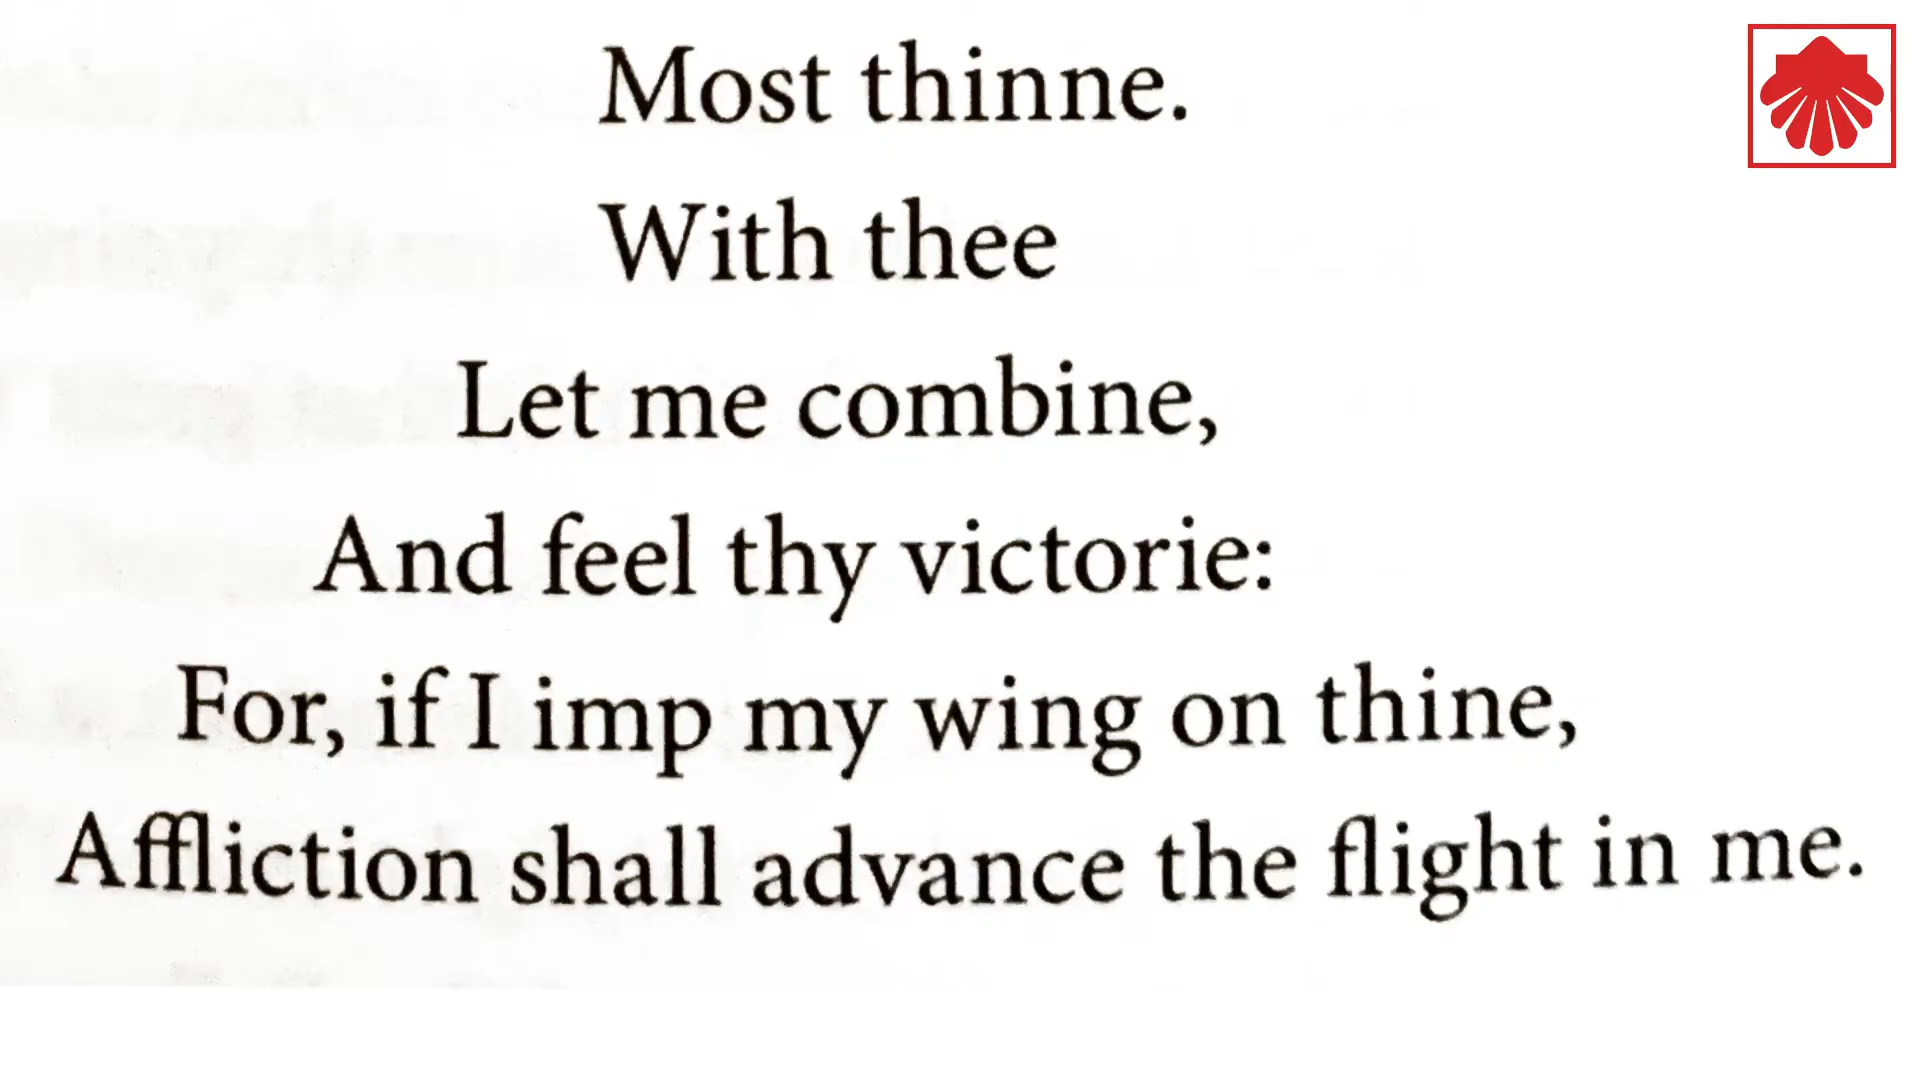 Most thinne.
With thee
Let me combine,
And feel thy victorie:
For, if I imp my wing on thine,
Affliction shall advance the flight in me.